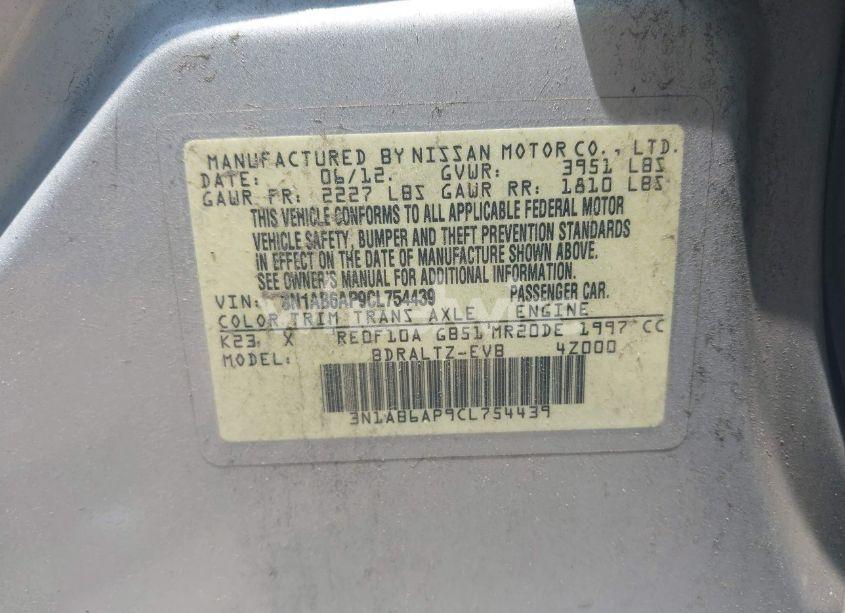 MANUFACTURED BY NISSAN MOTOR CO., LTD.
DATE: 06/12. GVWR: 3951 LBS
GAWR FR: 2227 LBS GAWR RR: 1810 LBS
THIS VEHICLE CONFORMS TO ALL APPLICABLE FEDERAL MOTOR
VEHICLE SAFETY, BUMPER AND THEFT PREVENTION STANDARDS
IN EFFECT ON THE DATE OF MANUFACTURE SHOWN ABOVE.
SEE OWNER'S MANUAL FOR ADDITIONAL INFORMATION.
VIN: 3N1AB6AP9CL754439 PASSENGER CAR.
COLOR TRIM TRANS AXLE ENGINE
K23 X RE0F10A GB51 MR20DE 1997 CC
MODEL: BDRALTZ-EVB 4Z000
3N1AB6AP9CL754439